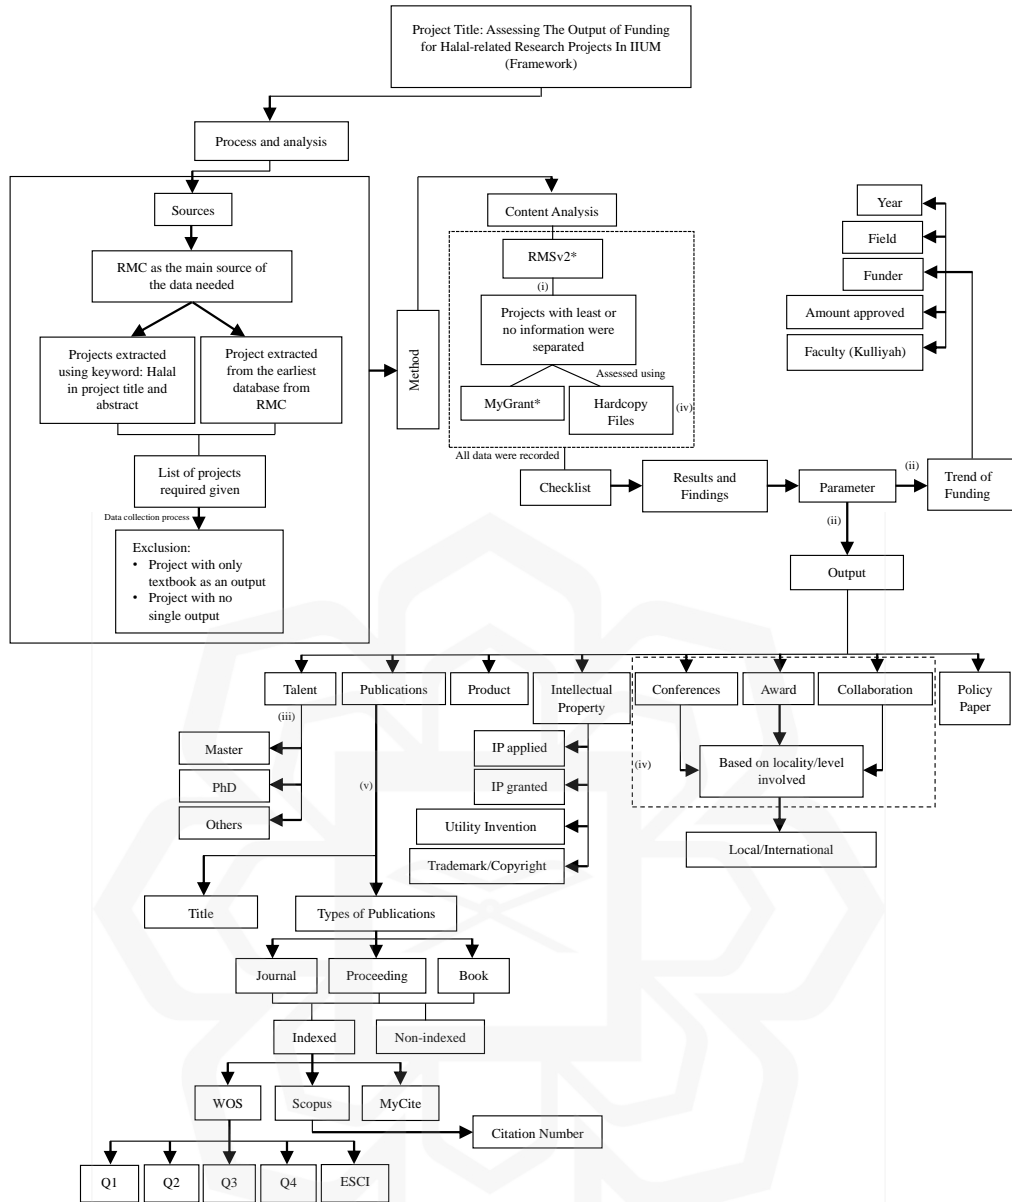 Project Title: Assessing The Output of Funding
for Halal-related Research Projects In IIUM
(Framework)
Process and analysis
Sources
RMC as the main source of
the data needed
Projects extracted
using keyword: Halal
in project title and
abstract
Project extracted
from the earliest
database from
RMC
List of projects
required given
Data collection process
Exclusion:
• Project with only
textbook as an output
• Project with no
single output
Method
Content Analysis
RMSv2*
(i)
Projects with least or
no information were
separated
Assessed using
MyGrant*
Hardcopy
Files
(iv)
All data were recorded
Checklist
Results and
Findings
Parameter
(ii)
Trend of
Funding
Year
Field
Funder
Amount approved
Faculty (Kulliyah)
(ii)
Output
Talent
Publications
Product
Intellectual
Property
Conferences
Award
Collaboration
Policy
Paper
(iii)
Master
PhD
Others
(v)
IP applied
IP granted
Utility Invention
Trademark/Copyright
(iv)
Based on locality/level
involved
Local/International
Title
Types of Publications
Journal
Proceeding
Book
Indexed
Non-indexed
WOS
Scopus
MyCite
Citation Number
Q1
Q2
Q3
Q4
ESCI